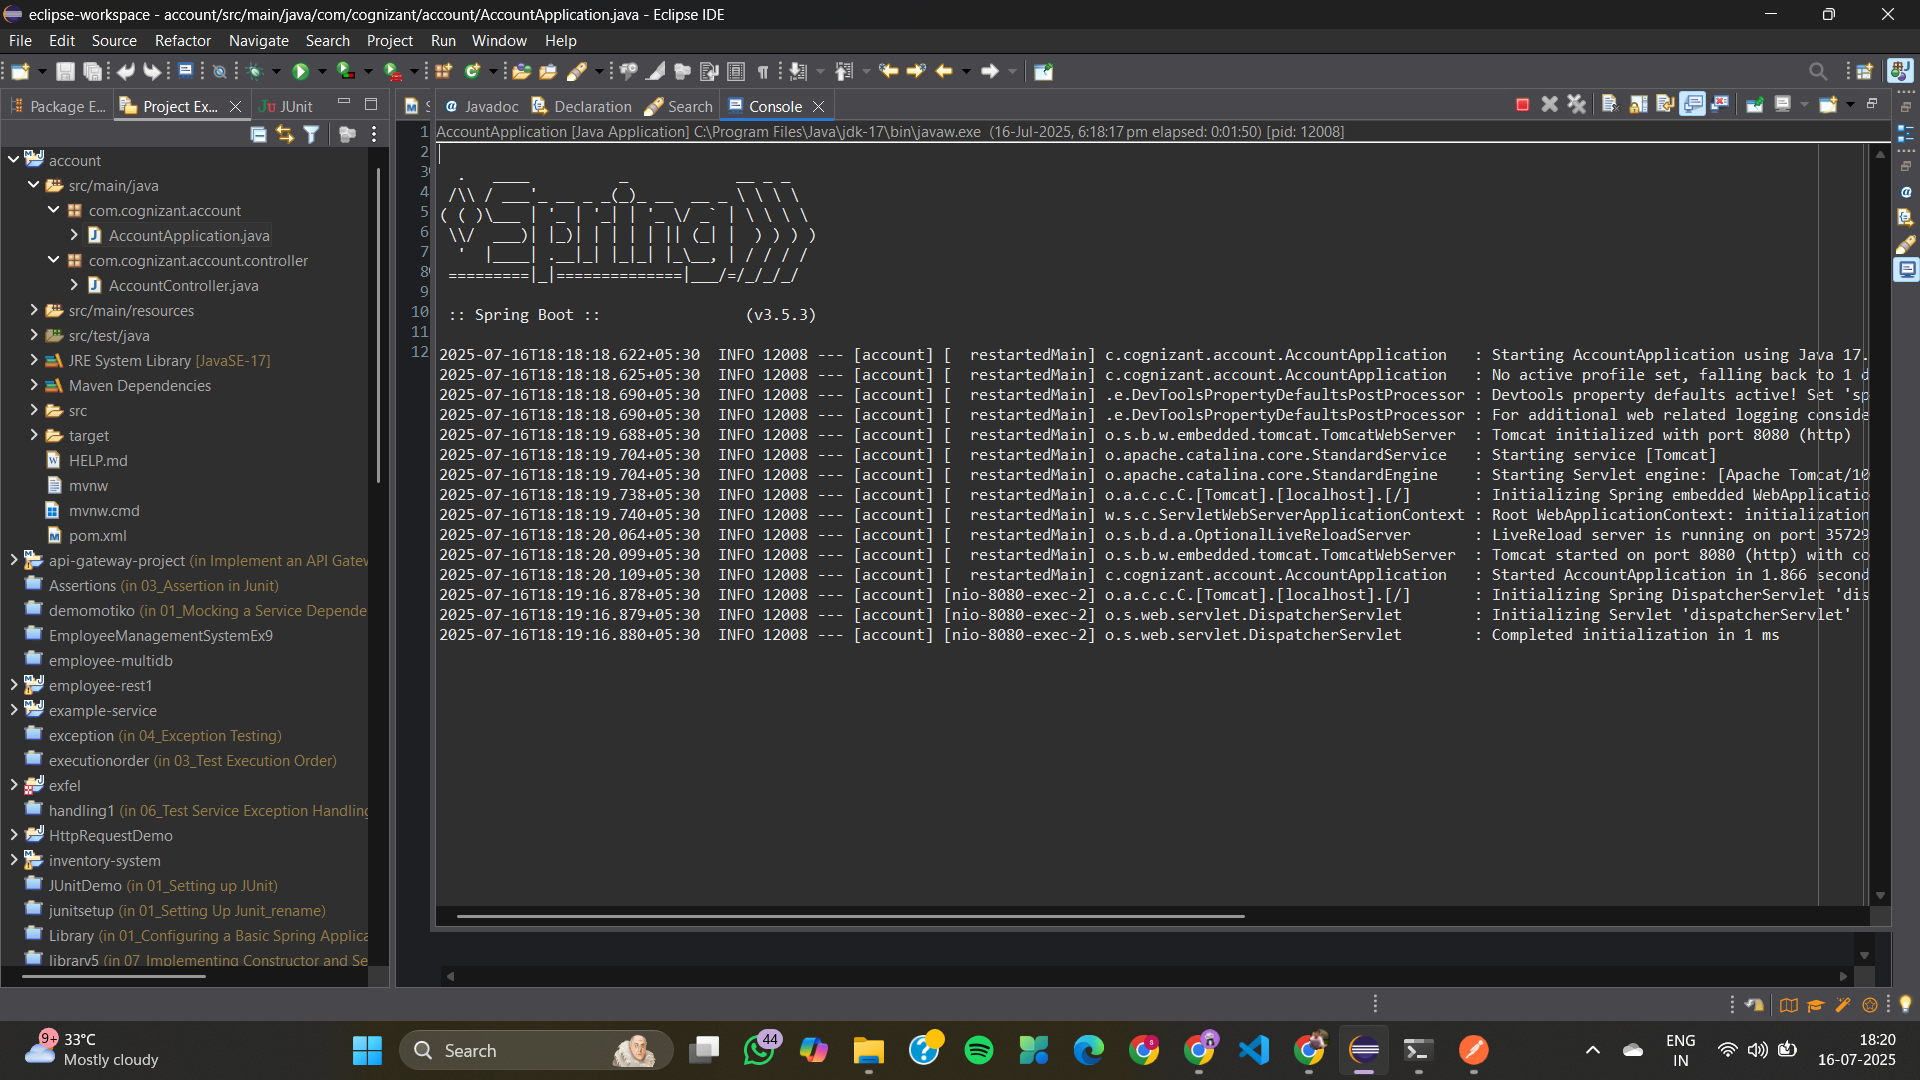 eclipse-workspace - account/src/main/java/com/cognizant/account/AccountApplication.java - Eclipse IDE
File Edit Source Refactor Navigate Search Project Run Window Help
Package E... Project Ex... JUnit
Javadoc Declaration Search Console
AccountApplication [Java Application] C:\Program Files\Java\jdk-17\bin\javaw.exe (16-Jul-2025, 6:18:17 pm elapsed: 0:01:50) [pid: 12008]
1
2
3
4
5
6
7
8
9
10
11
12
account
src/main/java
com.cognizant.account
AccountApplication.java
com.cognizant.account.controller
AccountController.java
src/main/resources
src/test/java
JRE System Library [JavaSE-17]
Maven Dependencies
src
target
HELP.md
mvnw
mvnw.cmd
pom.xml
api-gateway-project (in Implement an API Gatew
Assertions (in 03_Assertion in Junit)
demomotiko (in 01_Mocking a Service Depende
EmployeeManagementSystemEx9
employee-multidb
employee-rest1
example-service
exception (in 04_Exception Testing)
executionorder (in 03_Test Execution Order)
exfel
handling1 (in 06_Test Service Exception Handling
HttpRequestDemo
inventory-system
JUnitDemo (in 01_Setting up JUnit)
junitsetup (in 01_Setting Up Junit_rename)
Library (in 01_Configuring a Basic Spring Applica
library5 (in 07_Implementing Constructor and Se
Spring
:: Spring Boot :: (v3.5.3)
2025-07-16T18:18:18.622+05:30 INFO 12008 --- [account] [ restartedMain] c.cognizant.account.AccountApplication : Starting AccountApplication using Java 17.
2025-07-16T18:18:18.625+05:30 INFO 12008 --- [account] [ restartedMain] c.cognizant.account.AccountApplication : No active profile set, falling back to 1 d
2025-07-16T18:18:18.690+05:30 INFO 12008 --- [account] [ restartedMain] .e.DevToolsPropertyDefaultsPostProcessor : Devtools property defaults active! Set 'sp
2025-07-16T18:18:18.690+05:30 INFO 12008 --- [account] [ restartedMain] .e.DevToolsPropertyDefaultsPostProcessor : For additional web related logging conside
2025-07-16T18:18:19.688+05:30 INFO 12008 --- [account] [ restartedMain] o.s.b.w.embedded.tomcat.TomcatWebServer : Tomcat initialized with port 8080 (http)
2025-07-16T18:18:19.704+05:30 INFO 12008 --- [account] [ restartedMain] o.apache.catalina.core.StandardService : Starting service [Tomcat]
2025-07-16T18:18:19.704+05:30 INFO 12008 --- [account] [ restartedMain] o.apache.catalina.core.StandardEngine : Starting Servlet engine: [Apache Tomcat/10
2025-07-16T18:18:19.738+05:30 INFO 12008 --- [account] [ restartedMain] o.a.c.c.C.[Tomcat].[localhost].[/] : Initializing Spring embedded WebApplicatio
2025-07-16T18:18:19.740+05:30 INFO 12008 --- [account] [ restartedMain] w.s.c.ServletWebServerApplicationContext : Root WebApplicationContext: initialization
2025-07-16T18:18:20.064+05:30 INFO 12008 --- [account] [ restartedMain] o.s.b.d.a.OptionalLiveReloadServer : LiveReload server is running on port 35729
2025-07-16T18:18:20.099+05:30 INFO 12008 --- [account] [ restartedMain] o.s.b.w.embedded.tomcat.TomcatWebServer : Tomcat started on port 8080 (http) with co
2025-07-16T18:18:20.109+05:30 INFO 12008 --- [account] [ restartedMain] c.cognizant.account.AccountApplication : Started AccountApplication in 1.866 second
2025-07-16T18:19:16.878+05:30 INFO 12008 --- [account] [nio-8080-exec-2] o.a.c.c.C.[Tomcat].[localhost].[/] : Initializing Spring DispatcherServlet 'dis
2025-07-16T18:19:16.879+05:30 INFO 12008 --- [account] [nio-8080-exec-2] o.s.web.servlet.DispatcherServlet : Initializing Servlet 'dispatcherServlet'
2025-07-16T18:19:16.880+05:30 INFO 12008 --- [account] [nio-8080-exec-2] o.s.web.servlet.DispatcherServlet : Completed initialization in 1 ms
9+ 33°C
Mostly cloudy
Search
44
ENG
IN
18:20
16-07-2025